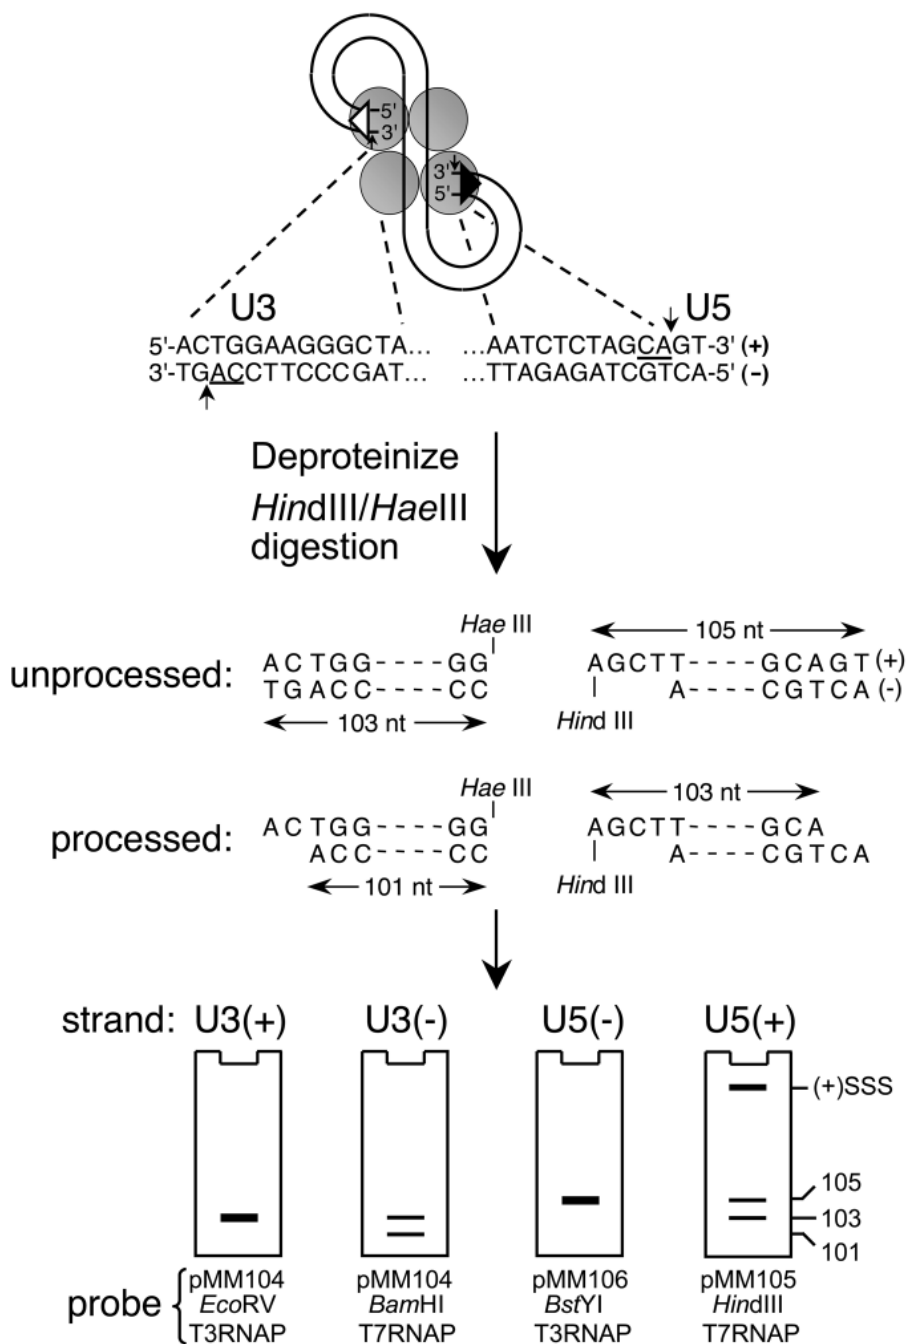 5'
3'
3'
5'
U3 U5
5'-ACTGGAAGGGCTA... ...AATCTCTAGCAGT-3' (+)
3'-TGACCTTCCCGAT... ...TTAGAGATCGTCA-5' (-)
Deproteinize
HindIII/HaeIII
digestion
Hae III 105 nt
unprocessed: ACTGG----GG AGCTT----GCAGT(+)
TGACC----CC A----CGTCA(-)
103 nt Hind III
Hae III 103 nt
processed: ACTGG----GG AGCTT----GCA
ACC----CC A----CGTCA
101 nt Hind III
strand: U3(+) U3(-) U5(-) U5(+)
(+)SSS
105
103
101
probe pMM104 pMM104 pMM106 pMM105
EcoRV BamHI BstYI HindIII
T3RNAP T7RNAP T3RNAP T7RNAP